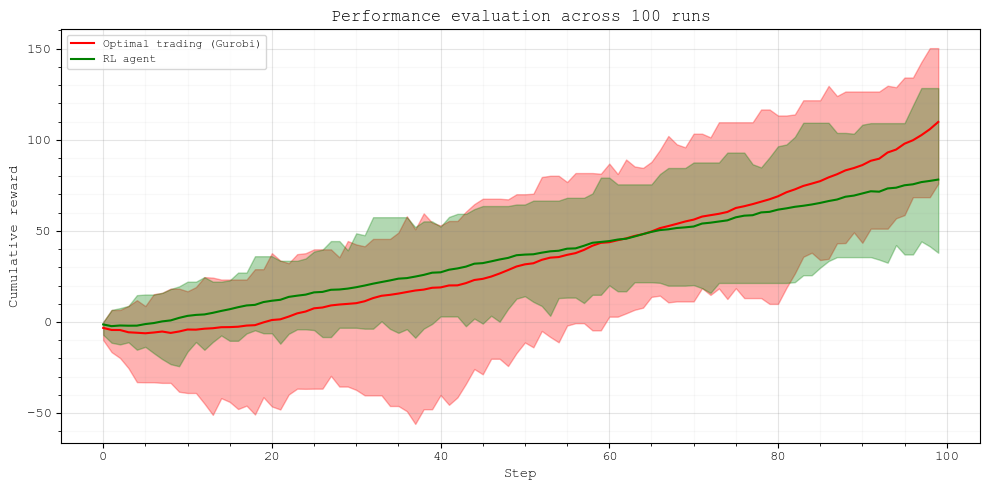 Performance evaluation across 100 runs
Optimal trading (Gurobi)
RL agent
Cumulative reward
150
100
50
0
−50
0 20 40 60 80 100
Step